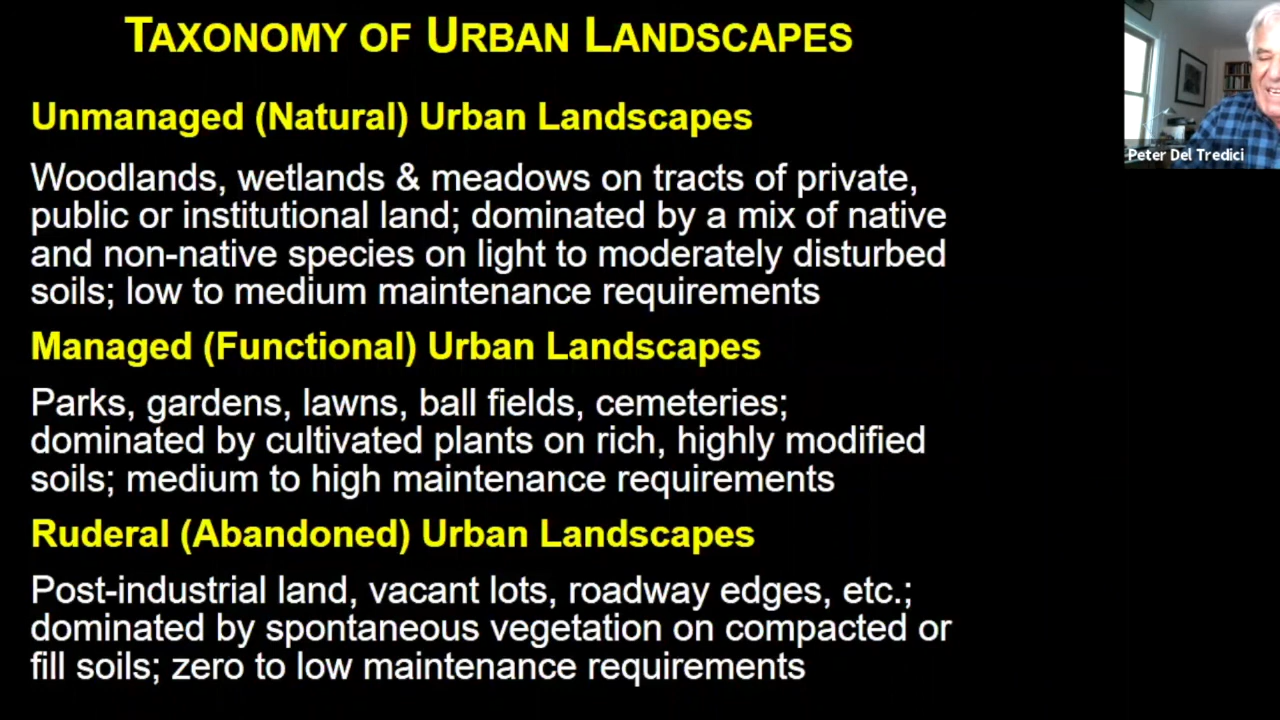 TAXONOMY OF URBAN LANDSCAPES
Unmanaged (Natural) Urban Landscapes
Woodlands, wetlands & meadows on tracts of private,
public or institutional land; dominated by a mix of native
and non-native species on light to moderately disturbed
soils; low to medium maintenance requirements
Managed (Functional) Urban Landscapes
Parks, gardens, lawns, ball fields, cemeteries;
dominated by cultivated plants on rich, highly modified
soils; medium to high maintenance requirements
Ruderal (Abandoned) Urban Landscapes
Post-industrial land, vacant lots, roadway edges, etc.;
dominated by spontaneous vegetation on compacted or
fill soils; zero to low maintenance requirements
Peter Del Tredici